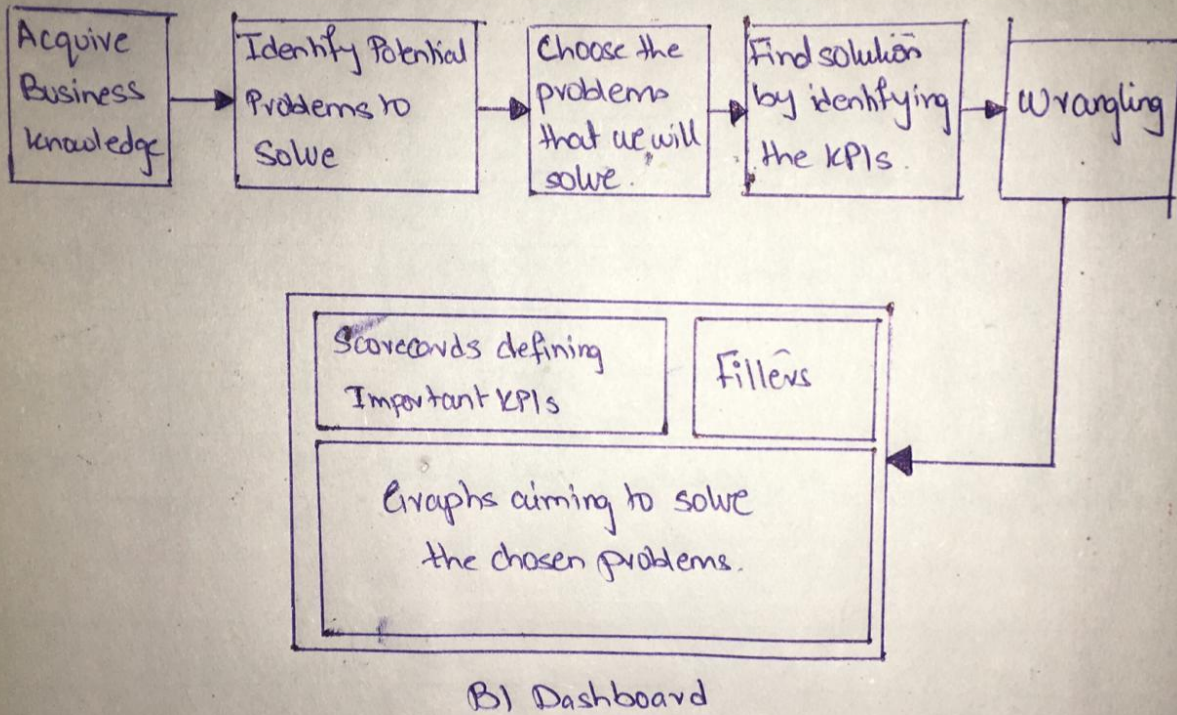 Acquire
Business
Knowledge
Identify Potential
Problems to
Solve
Choose the
problems
that we will
solve.
Find solution
by identifying
the KPIs.
Wrangling
Scorecards defining
Important KPIs
Fillers
Graphs aiming to solve
the chosen problems.
BI Dashboard